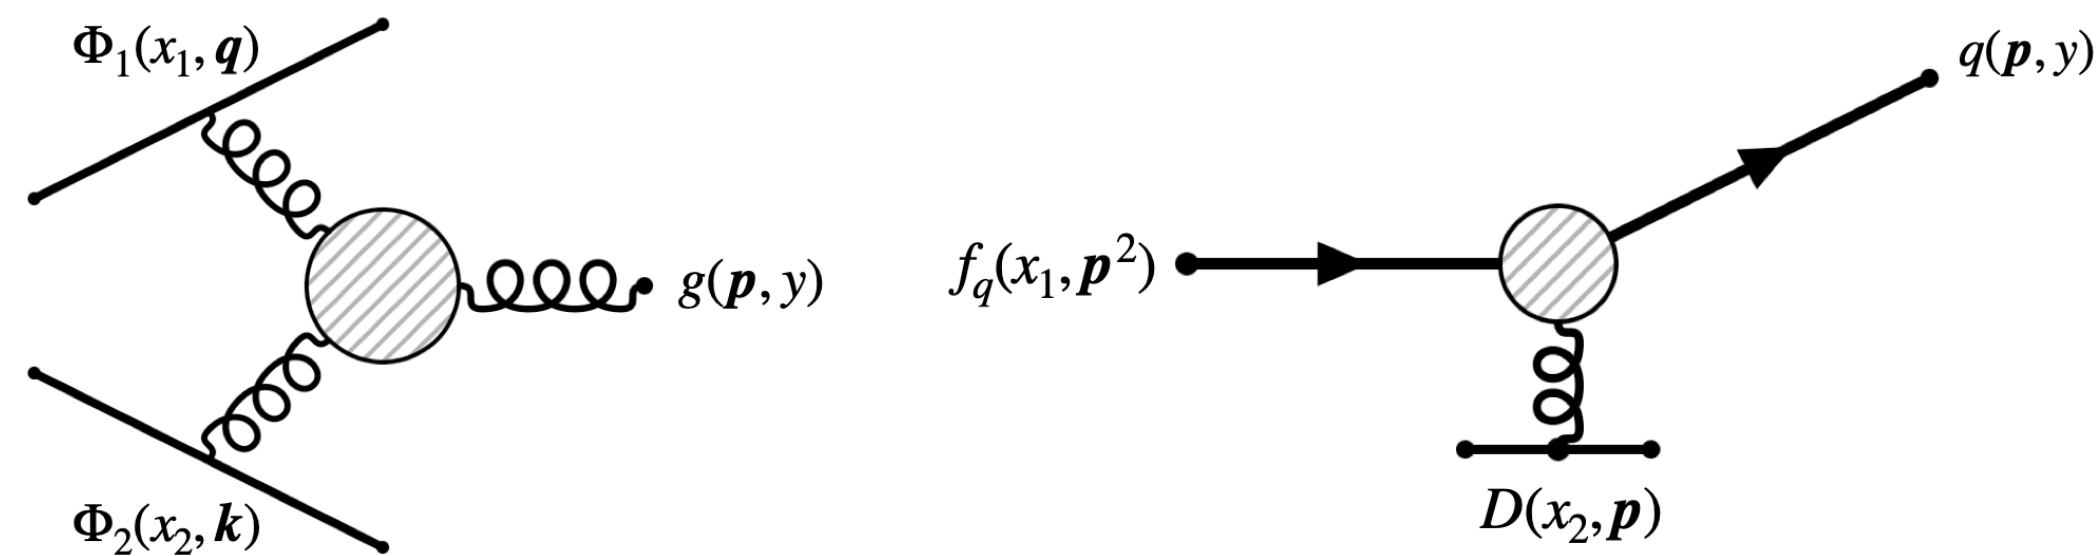 Φ₁(x₁, q)
g(p, y)
Φ₂(x₂, k)
f_q(x₁, p²)
q(p, y)
D(x₂, p)